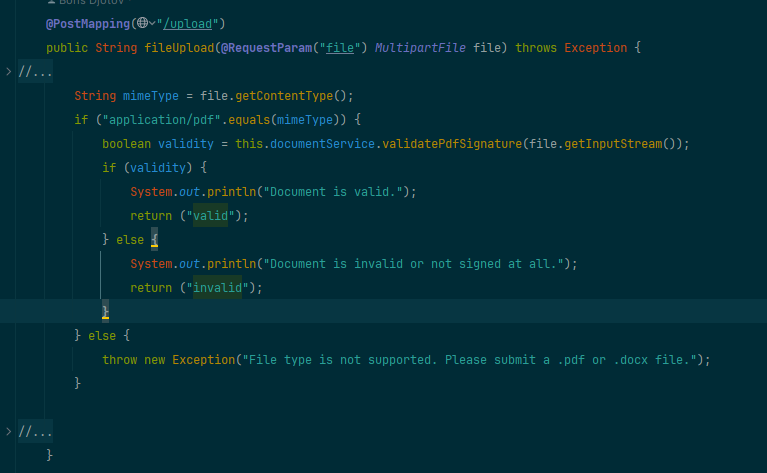 Boris Djolov
@PostMapping("/upload")
public String fileUpload(@RequestParam("file") MultipartFile file) throws Exception {
//...
String mimeType = file.getContentType();
if ("application/pdf".equals(mimeType)) {
boolean validity = this.documentService.validatePdfSignature(file.getInputStream());
if (validity) {
System.out.println("Document is valid.");
return ("valid");
} else {
System.out.println("Document is invalid or not signed at all.");
return ("invalid");
}
} else {
throw new Exception("File type is not supported. Please submit a .pdf or .docx file.");
}
//...
}